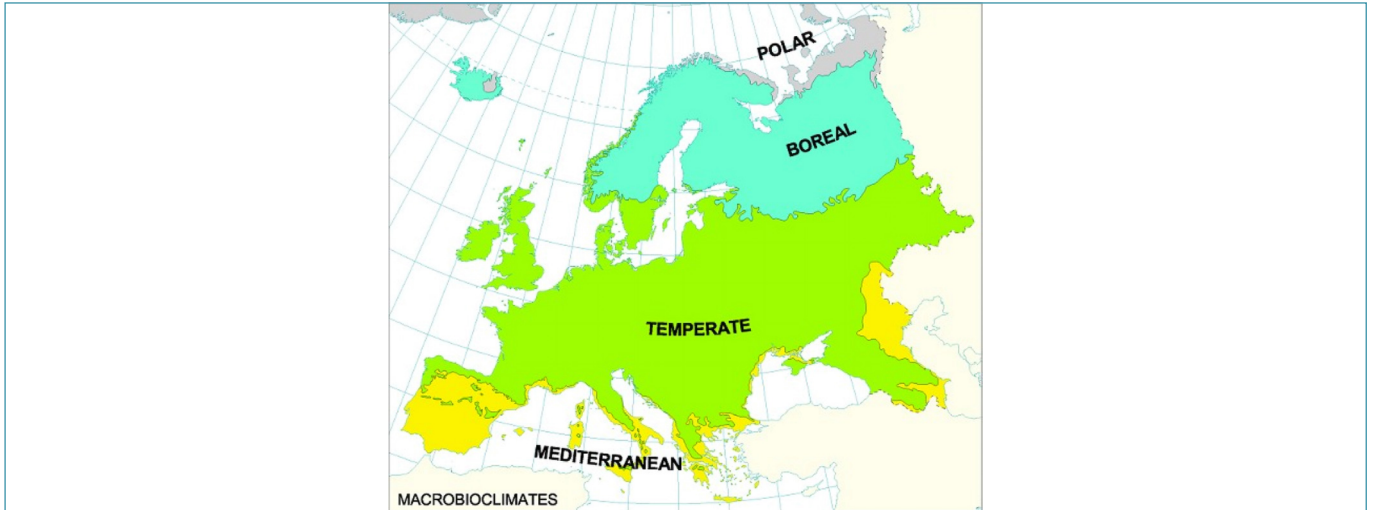 POLAR
BOREAL
TEMPERATE
MEDITERRANEAN
MACROBIOCLIMATES